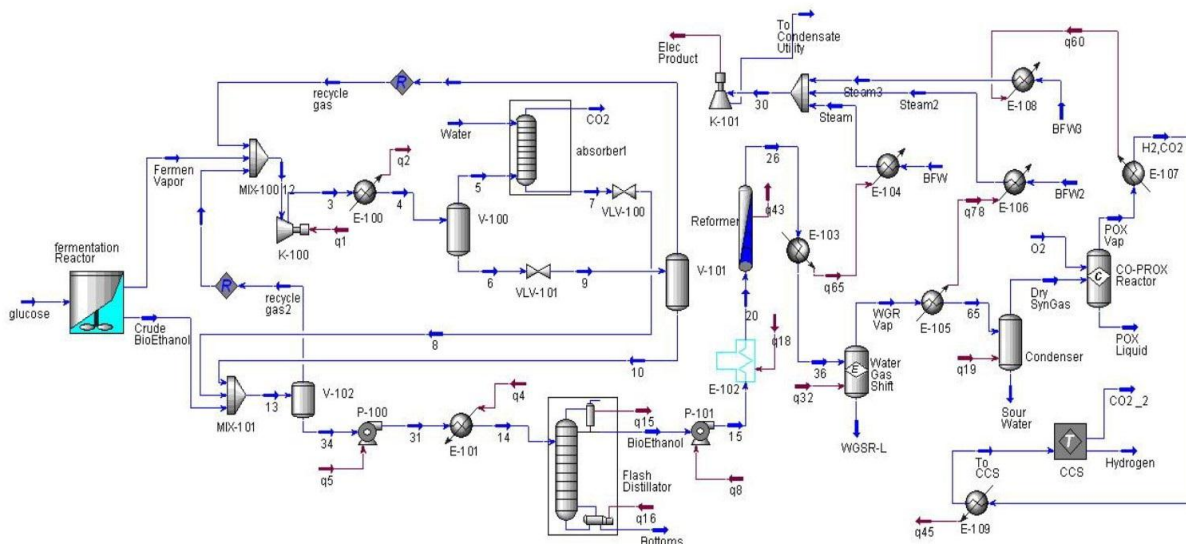 To
Condensate
Utility
Elec
Product
q60
R
recycle
gas
Steam3
E-108
30
Steam2
K-101
Steam
BFW3
Water
CO2
absorber1
26
H2,CO2
Fermen
Vapor
q2
MIX-100
12
5
E-104
BFW
E-107
3
4
7
E-106
BFW2
E-100
V-100
VLV-100
Reformer
q43
q78
POX
Vap
fermentation
Reactor
K-100
q1
E-103
O2
6
9
V-101
VLV-101
CO-PROX
Reactor
C
R
recycle
gas2
q65
WGR
Vap
Dry
SynGas
glucose
Crude
BioEthanol
20
q18
E-105
65
POX
Liquid
8
10
E-102
36
Water
Gas
Shift
E
Condenser
V-102
q4
q32
q19
CO2_2
MIX-101
13
P-100
q15
P-101
Sour
Water
34
31
E-101
14
BioEthanol
15
WGSR-L
T
To
CCS
CCS
Hydrogen
q5
Flash
Distillator
q8
q16
q45
E-109
Bottoms